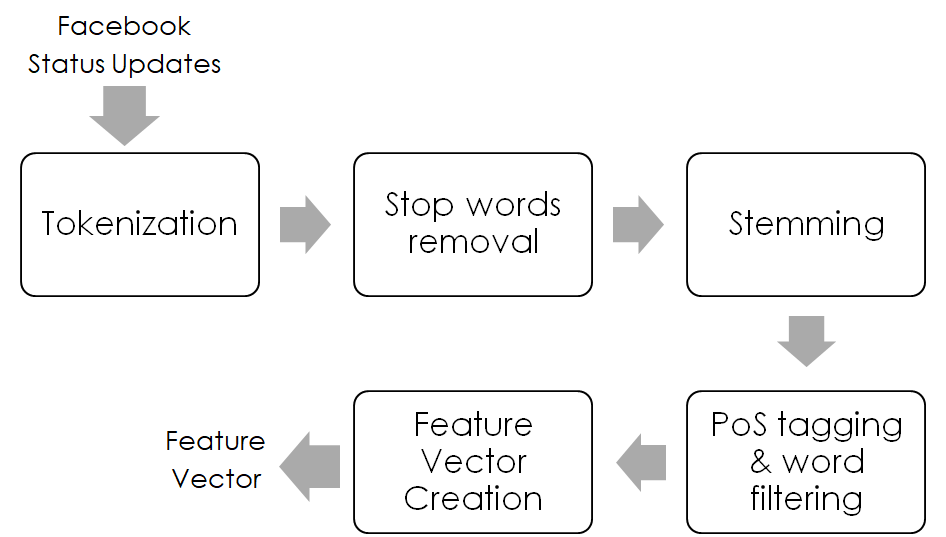 Facebook
Status Updates
Tokenization
Stop words
removal
Stemming
PoS tagging
& word
filtering
Feature
Vector
Creation
Feature
Vector